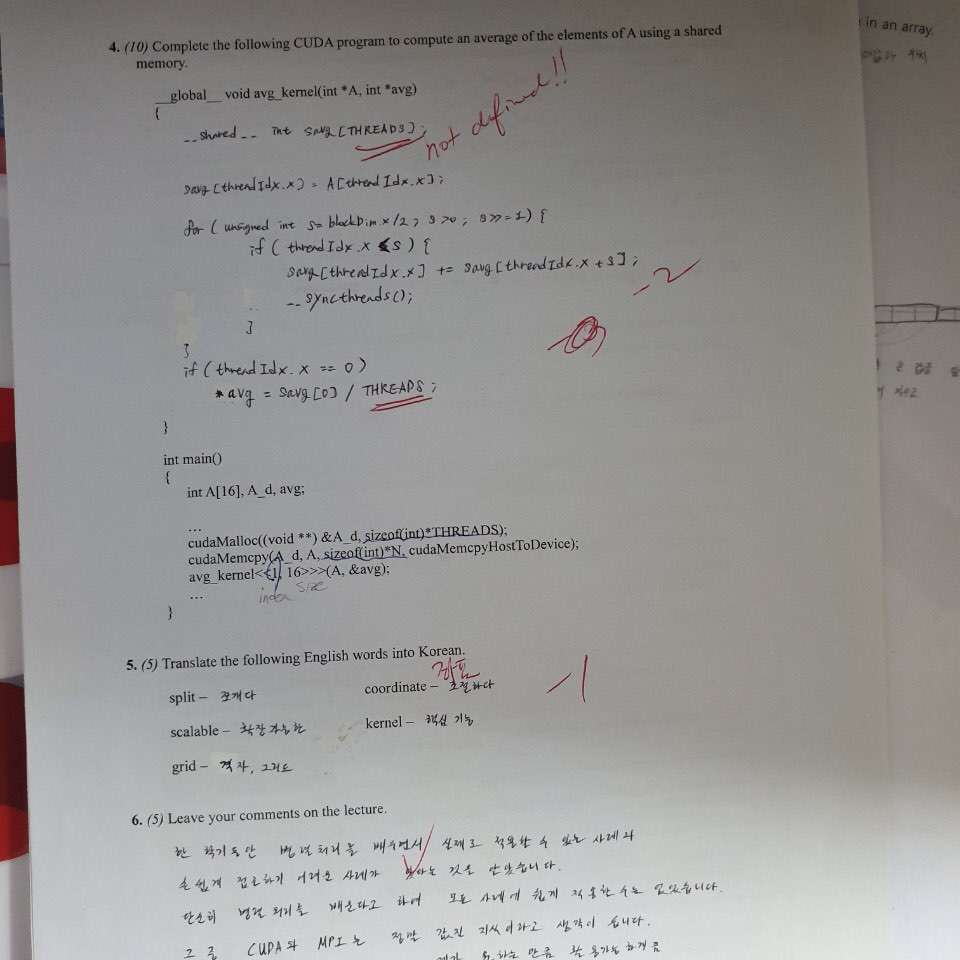 4. (10) Complete the following CUDA program to compute an average of the elements of A using a shared
memory.
__global__ void avg_kernel(int *A, int *avg)
{
__shared__ int savg[THREADS];
not defined!!
savg[threadIdx.x] = A[threadIdx.x];
for (unsigned int s=blockDim.x/2; s>0; s>>=1) {
if (threadIdx.x < s) {
savg[threadIdx.x] += savg[threadIdx.x + s];
__syncthreads();
-2
}
}
if (threadIdx.x == 0)
*avg = savg[0] / THREADS;
}
int main()
{
int A[16], A_d, avg;
...
cudaMalloc((void **) &A_d, sizeof(int)*THREADS);
cudaMemcpy(A_d, A, sizeof(int)*N, cudaMemcpyHostToDevice);
avg_kernel<<1, 16>>>(A, &avg);
... index size
}
5. (5) Translate the following English words into Korean.
좌표
split – 쪼개다 coordinate – 조절하다 -1
scalable – 확장가능한 kernel – 핵심 기능
grid – 격자, 그리드
6. (5) Leave your comments on the lecture.
한 학기동안 병렬처리를 배우면서 실제로 적용할 수 있는 사례와
손 쉽게 접근하기 어려운 사례가 많다는 것을 알았습니다.
단순히 병렬 처리를 배운다고 하여 모든 사례에 쉽게 적용할 수는 없었습니다.
그 중 CUDA와 MPI는 정말 값진 지식이라고 생각이 됩니다.
in an array.